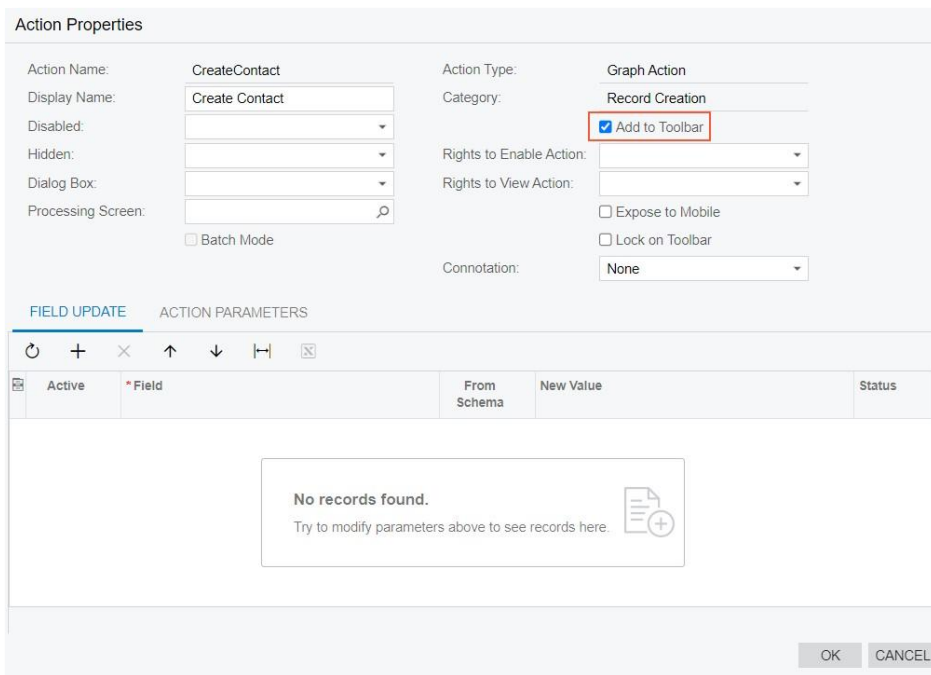 Action Properties
Action Name: CreateContact Action Type: Graph Action
Display Name: Create Contact Category: Record Creation
Disabled: Add to Toolbar
Hidden: Rights to Enable Action:
Dialog Box: Rights to View Action:
Processing Screen: Expose to Mobile
Batch Mode Lock on Toolbar
Connotation: None
FIELD UPDATE ACTION PARAMETERS
Active * Field From Schema New Value Status
No records found.
Try to modify parameters above to see records here.
OK CANCEL